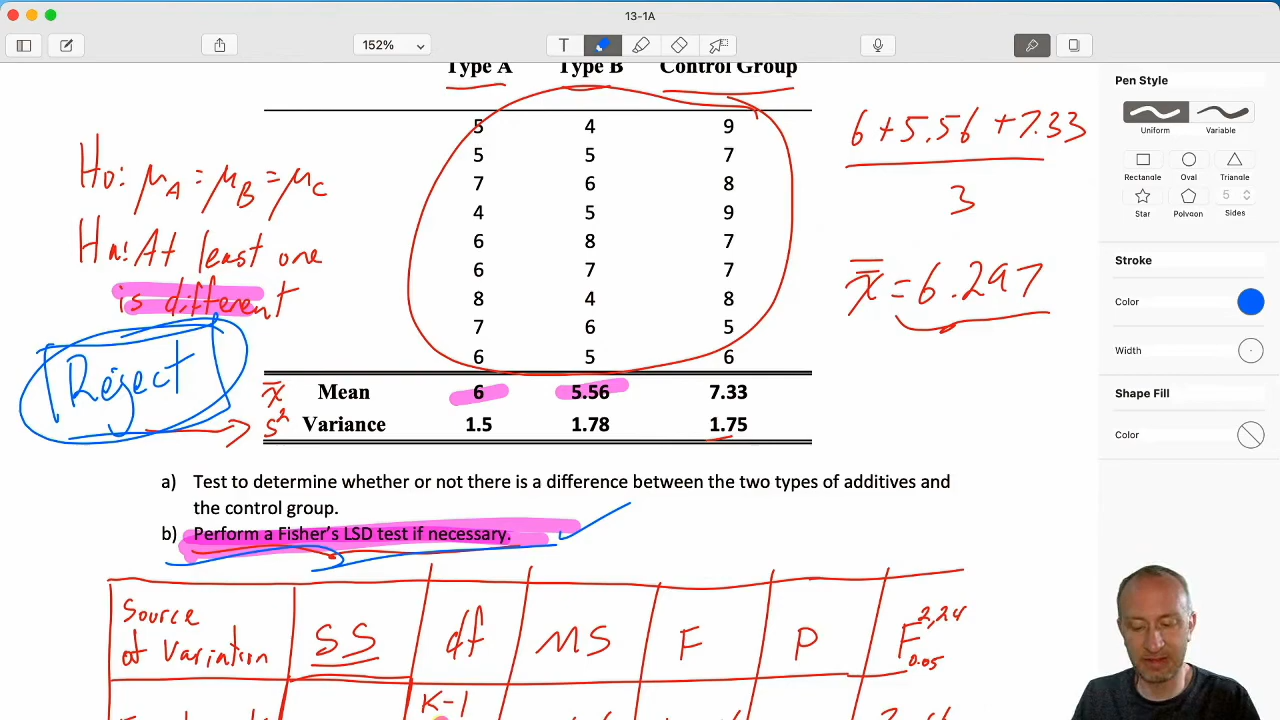 13-1A
152%
T
Type A Type B Control Group
5 4 9
5 5 7
7 6 8
4 5 9
6 8 7
6 7 7
8 4 8
7 6 5
6 5 6
x̄ Mean 6 5.56 7.33
s² Variance 1.5 1.78 1.75
Ho: μA = μB = μC
Ha: At least one
is different
Reject
6 + 5.56 + 7.33
3
x̿ = 6.297
a) Test to determine whether or not there is a difference between the two types of additives and
the control group.
b) Perform a Fisher's LSD test if necessary.
Source
of Variation
SS df MS F P F 2,24 0.05
K-1
Pen Style
Uniform Variable
Rectangle Oval Triangle
5
Star Polygon Sides
Stroke
Color
Width
Shape Fill
Color